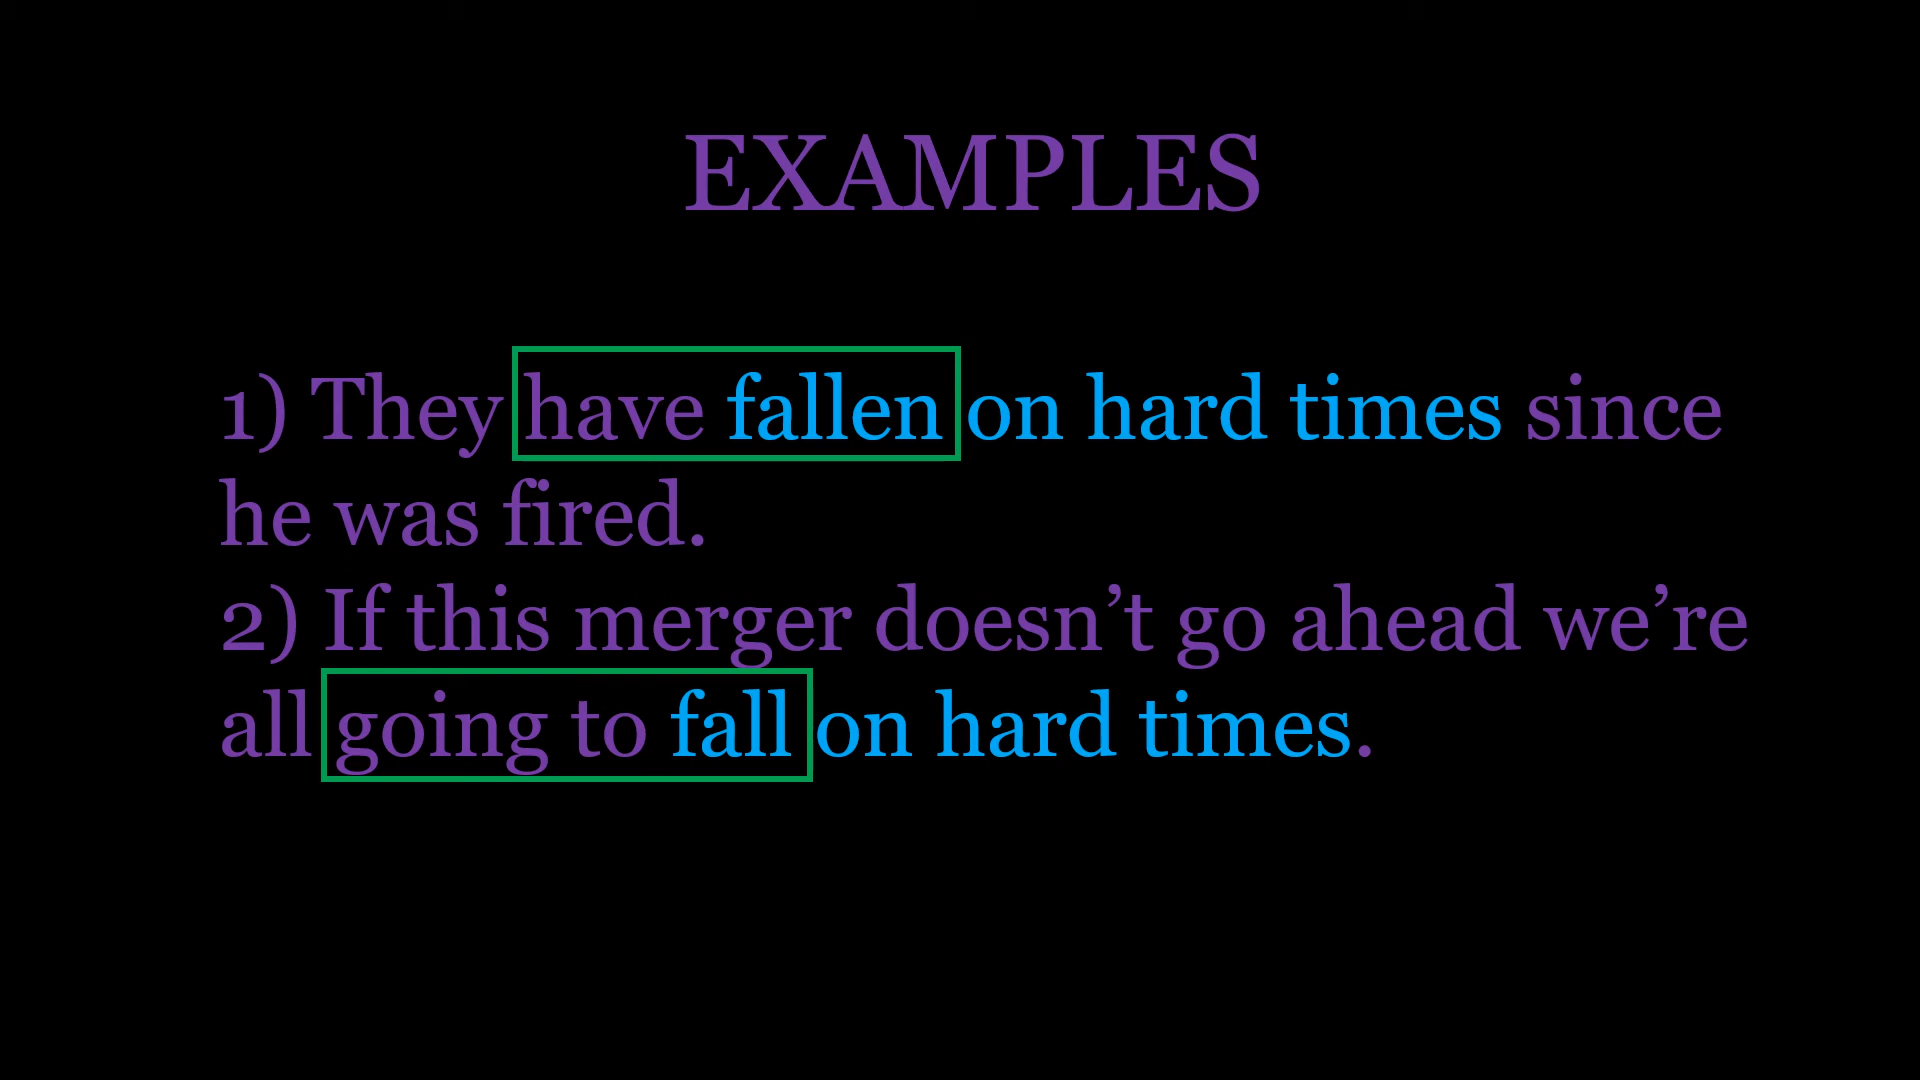 EXAMPLES
1) They have fallen on hard times since
he was fired.
2) If this merger doesn’t go ahead we’re
all going to fall on hard times.